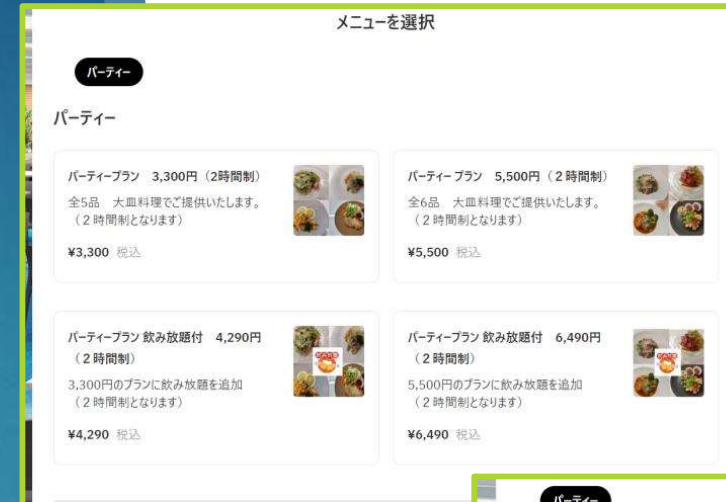 メニューを選択
パーティー
パーティー
パーティープラン　3,300円（2時間制）
全5品　大皿料理でご提供いたします。
（２時間制となります）
¥3,300 税込
パーティープラン　5,500円（２時間制）
全6品　大皿料理でご提供いたします。
（２時間制となります）
¥5,500 税込
パーティープラン 飲み放題付　4,290円
（２時間制）
3,300円のプランに飲み放題を追加
（２時間制となります）
¥4,290 税込
パーティープラン 飲み放題付　6,490円
（２時間制）
5,500円のプランに飲み放題を追加
（２時間制となります）
¥6,490 税込
パーティー